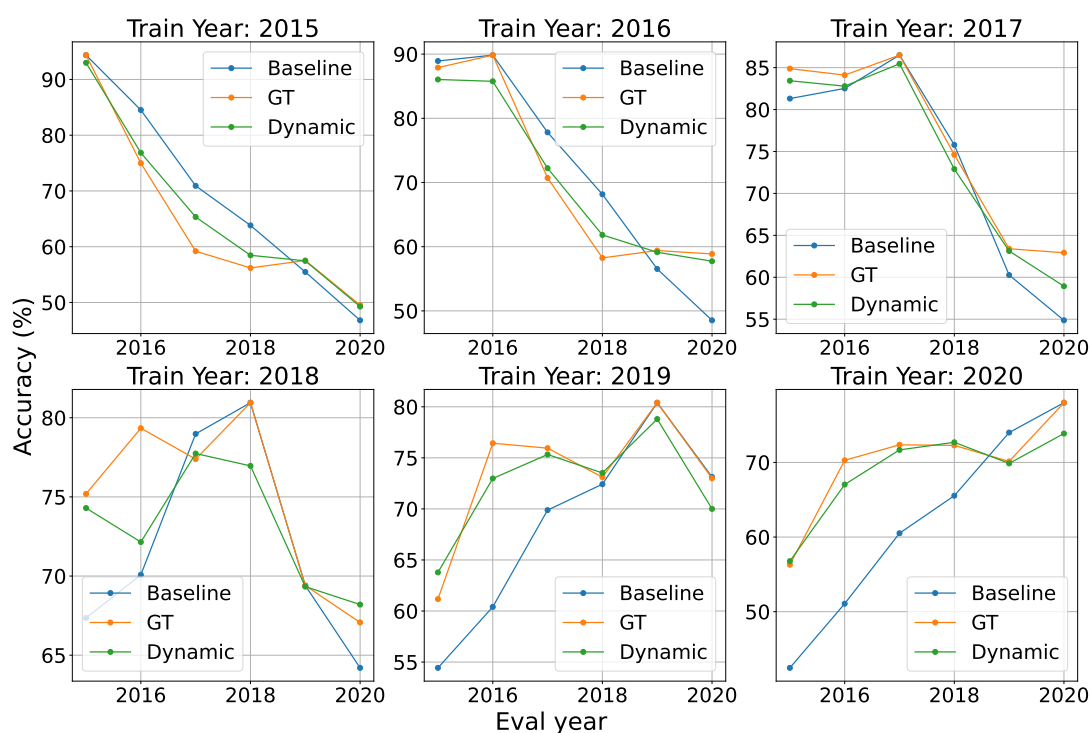 Train Year: 2015
90
80
70
60
50
2016
2018
2020
Baseline
GT
Dynamic
Train Year: 2016
90
80
70
60
50
2016
2018
2020
Baseline
GT
Dynamic
Train Year: 2017
85
80
75
70
65
60
55
2016
2018
2020
Baseline
GT
Dynamic
Accuracy (%)
Train Year: 2018
80
75
70
65
2016
2018
2020
Baseline
GT
Dynamic
Train Year: 2019
80
75
70
65
60
55
2016
2018
2020
Baseline
GT
Dynamic
Train Year: 2020
70
60
50
2016
2018
2020
Baseline
GT
Dynamic
Eval year